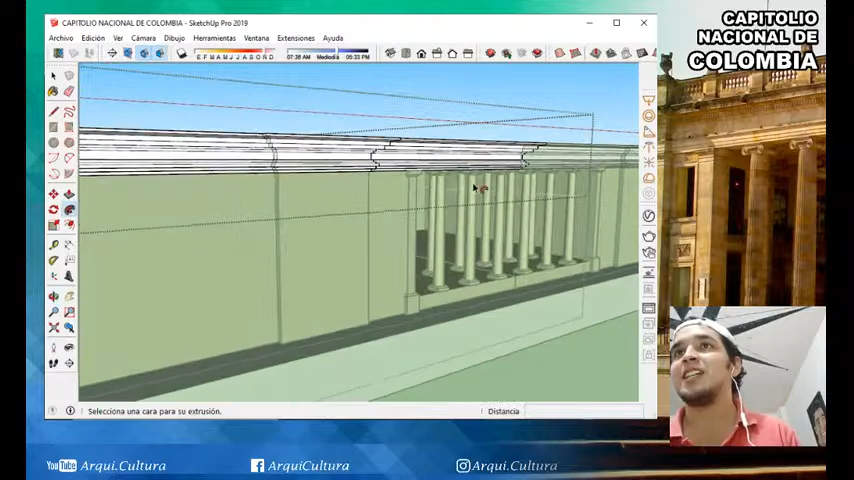 CAPITOLIO NACIONAL DE COLOMBIA - SketchUp Pro 2019
Archivo Edición Ver Cámara Dibujo Herramientas Ventana Extensiones Ayuda
E F M A M J J A S O N D 07:36 AM Mediodía 05:33 PM
CAPITOLIO
NACIONAL DE
COLOMBIA
Selecciona una cara para su extrusión. Distancia
YouTube Arqui.Cultura
ArquiCultura
Arqui.Cultura